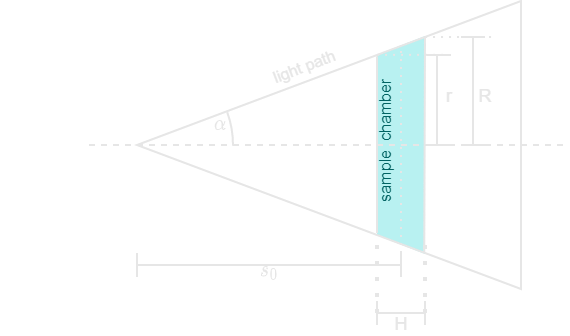 light path
α
sample chamber
r
R
s0
H